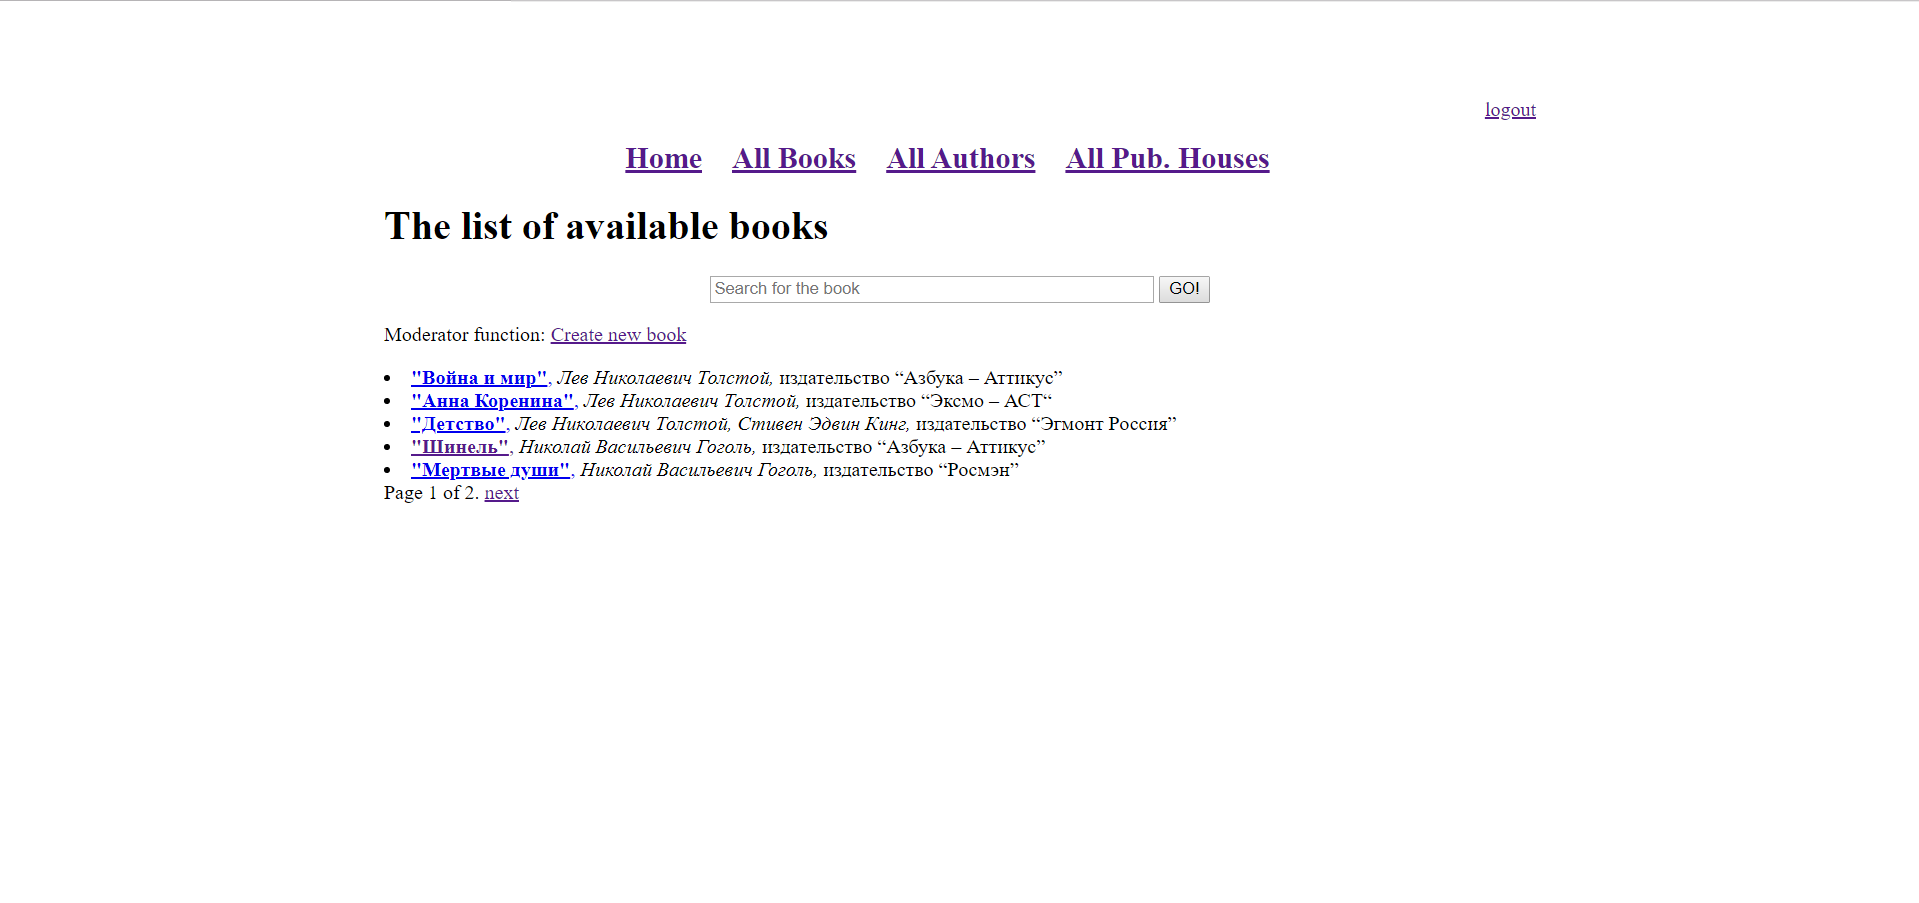 logout
Home All Books All Authors All Pub. Houses
The list of available books
Search for the book GO!
Moderator function: Create new book
"Война и мир", Лев Николаевич Толстой, издательство “Азбука – Аттикус”
"Анна Коренина", Лев Николаевич Толстой, издательство “Эксмо – АСТ“
"Детство", Лев Николаевич Толстой, Стивен Эдвин Кинг, издательство “Эгмонт Россия”
"Шинель", Николай Васильевич Гоголь, издательство “Азбука – Аттикус”
"Мертвые души", Николай Васильевич Гоголь, издательство “Росмэн”
Page 1 of 2. next